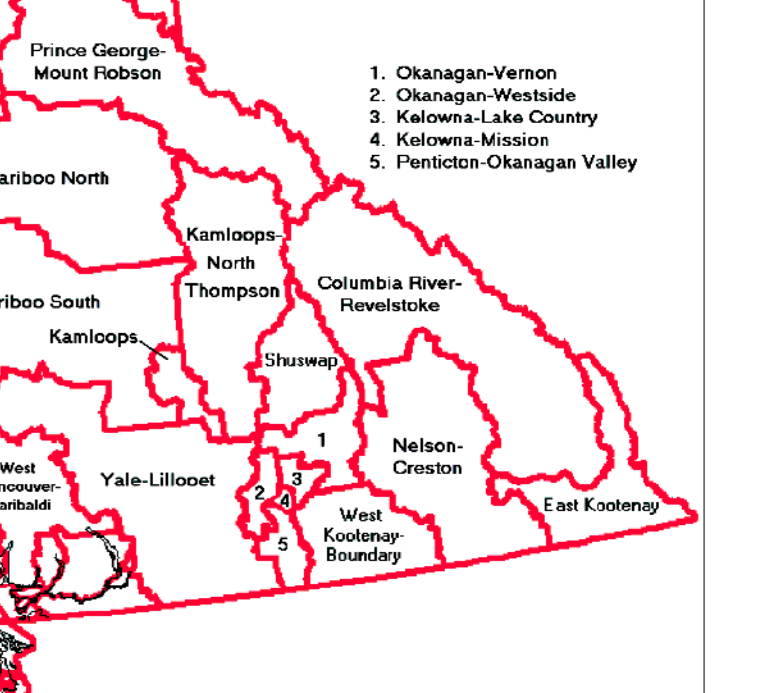 Prince George-
Mount Robson
1. Okanagan-Vernon
2. Okanagan-Westside
3. Kelowna-Lake Country
4. Kelowna-Mission
5. Penticton-Okanagan Valley
ariboo North
Kamloops-
North
Thompson
Columbia River-
Revelstoke
riboo South
Kamloops
Shuswap
1
Nelson-
Creston
West
ncouver-
aribaldi
Yale-Lillooet
2
3
4
5
West
Kootenay-
Boundary
East Kootenay